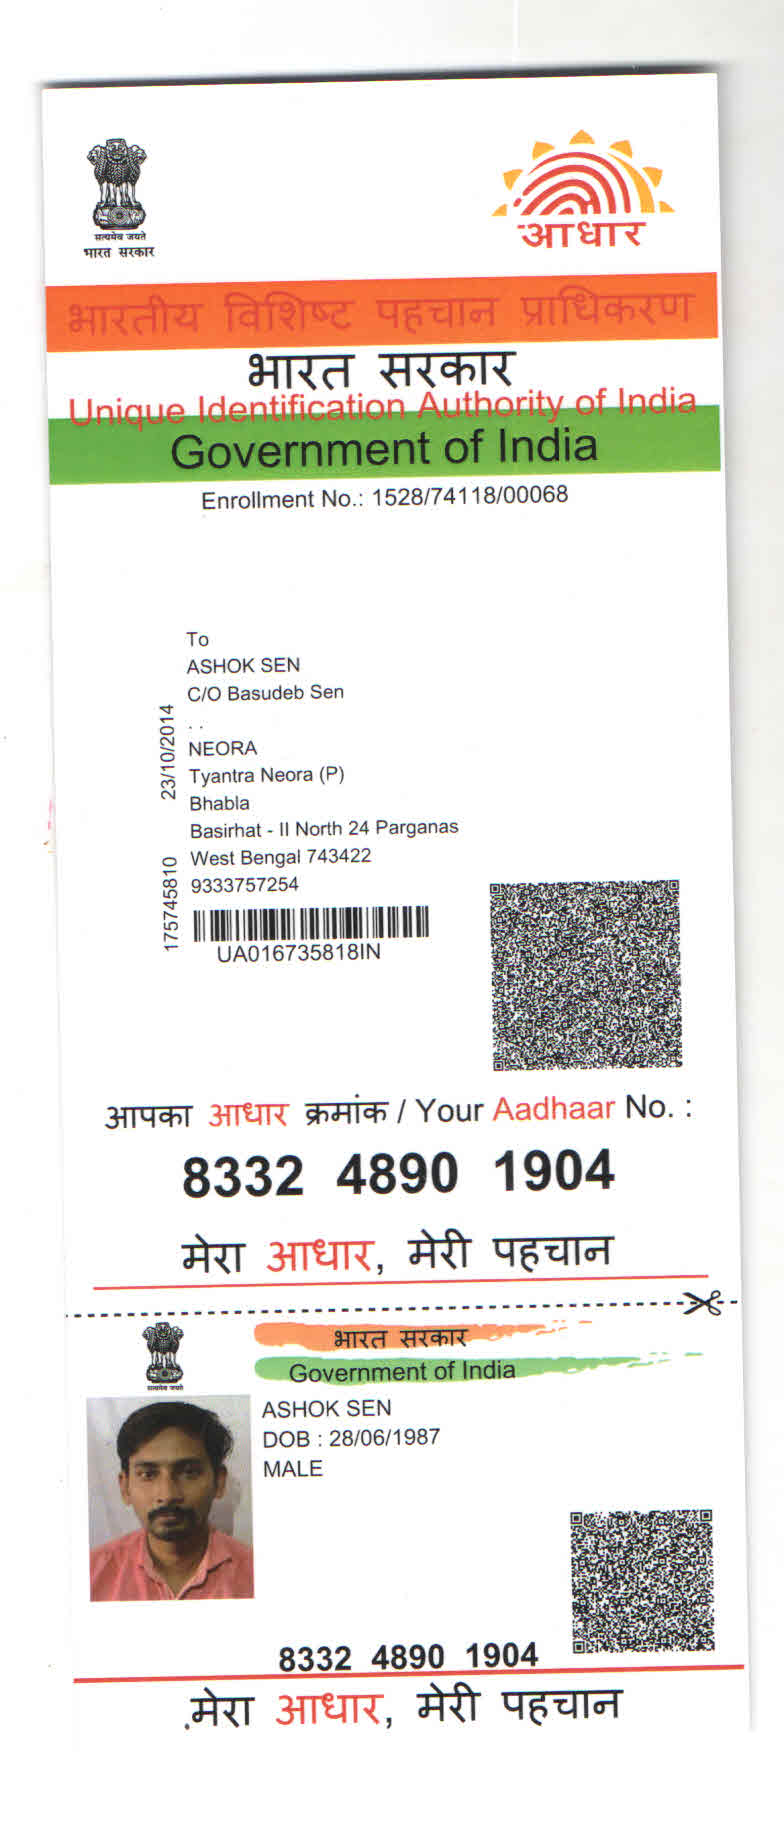 सत्यमेव जयते
भारत सरकार
आधार
भारतीय विशिष्ट पहचान प्राधिकरण
भारत सरकार
Unique Identification Authority of India
Government of India
Enrollment No.: 1528/74118/00068
To
ASHOK SEN
C/O Basudeb Sen
. .
NEORA
Tyantra Neora (P)
Bhabla
Basirhat - II North 24 Parganas
West Bengal 743422
9333757254
175745810 23/10/2014
UA016735818IN
आपका आधार क्रमांक / Your Aadhaar No. :
8332 4890 1904
मेरा आधार, मेरी पहचान
सत्यमेव जयते
भारत सरकार
Government of India
ASHOK SEN
DOB : 28/06/1987
MALE
8332 4890 1904
मेरा आधार, मेरी पहचान